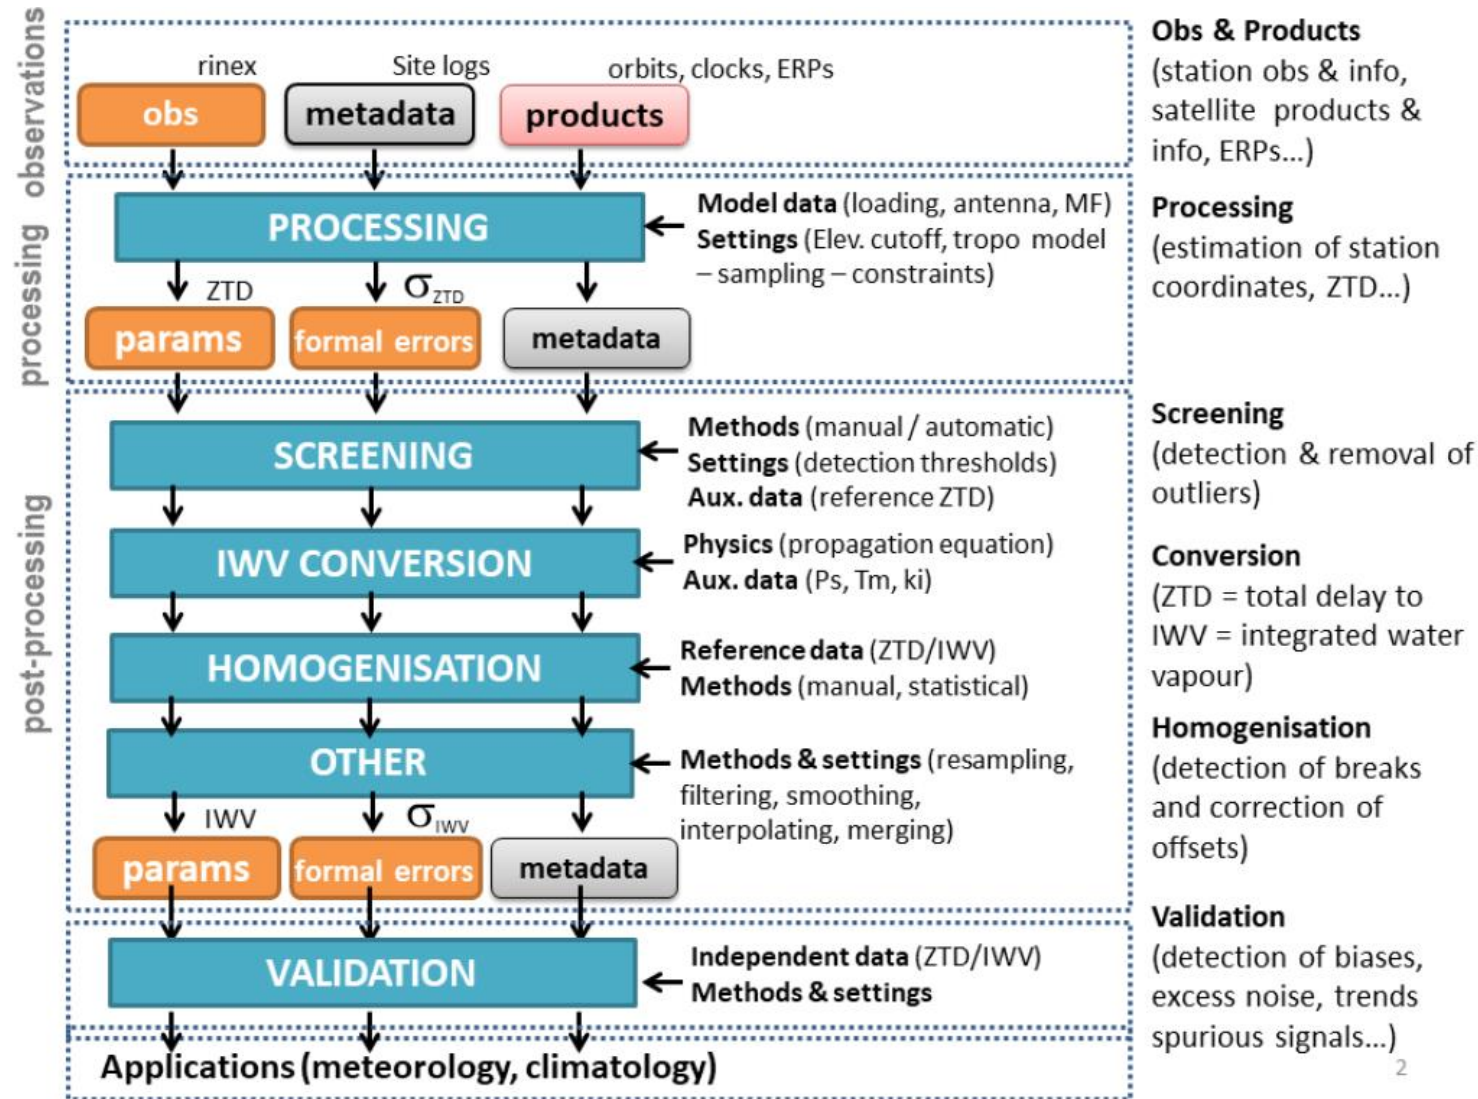 observations
rinex
Site logs
orbits, clocks, ERPs
obs
metadata
products
Obs & Products
(station obs & info,
satellite products &
info, ERPs...)
processing
PROCESSING
Model data (loading, antenna, MF)
Settings (Elev. cutoff, tropo model
– sampling – constraints)
ZTD
σZTD
params
formal errors
metadata
Processing
(estimation of station
coordinates, ZTD...)
post-processing
SCREENING
Methods (manual / automatic)
Settings (detection thresholds)
Aux. data (reference ZTD)
Screening
(detection & removal of
outliers)
IWV CONVERSION
Physics (propagation equation)
Aux. data (Ps, Tm, ki)
Conversion
(ZTD = total delay to
IWV = integrated water
vapour)
HOMOGENISATION
Reference data (ZTD/IWV)
Methods (manual, statistical)
Homogenisation
(detection of breaks
and correction of
offsets)
OTHER
Methods & settings (resampling,
filtering, smoothing,
interpolating, merging)
IWV
σIWV
params
formal errors
metadata
VALIDATION
Independent data (ZTD/IWV)
Methods & settings
Validation
(detection of biases,
excess noise, trends
spurious signals...)
Applications (meteorology, climatology)
2